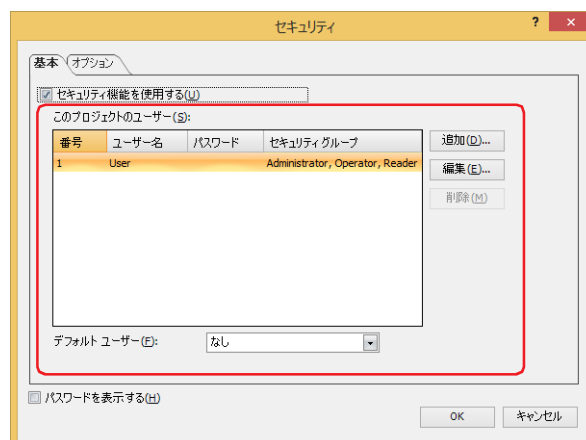 セキュリティ ? ×
基本 オプション
セキュリティ機能を使用する(U)
このプロジェクトのユーザー(S):
番号 ユーザー名 パスワード セキュリティ グループ 追加(D)...
1 User Administrator, Operator, Reader 編集(E)...
削除(M)
デフォルト ユーザー(F): なし
パスワードを表示する(H)
OK キャンセル